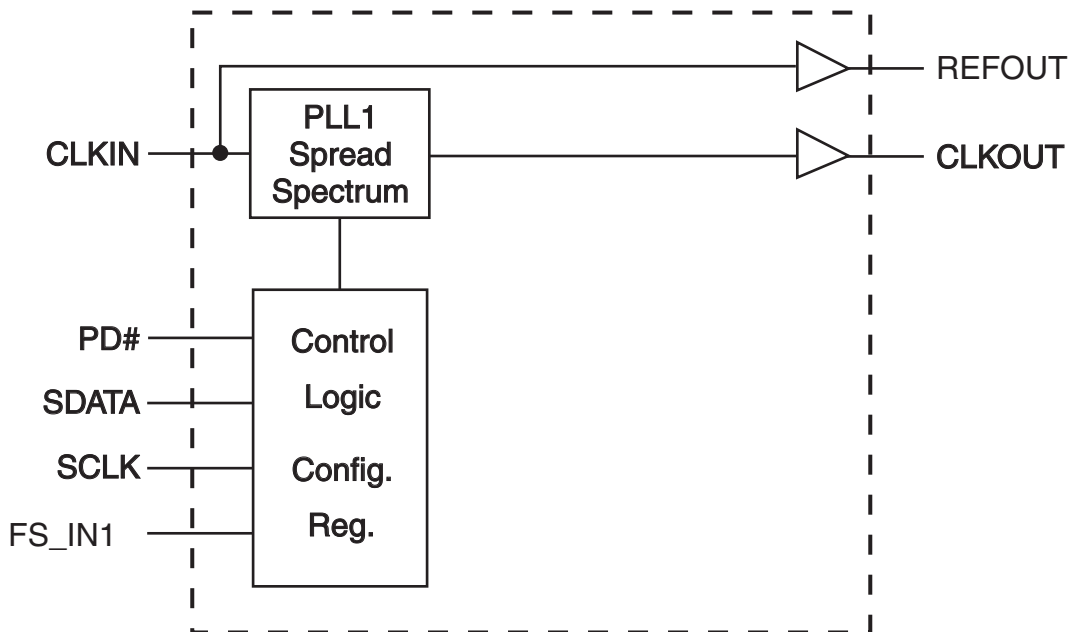 REFOUT
PLL1
Spread
Spectrum
CLKIN
CLKOUT
PD#
SDATA
SCLK
FS_IN1
Control
Logic
Config.
Reg.